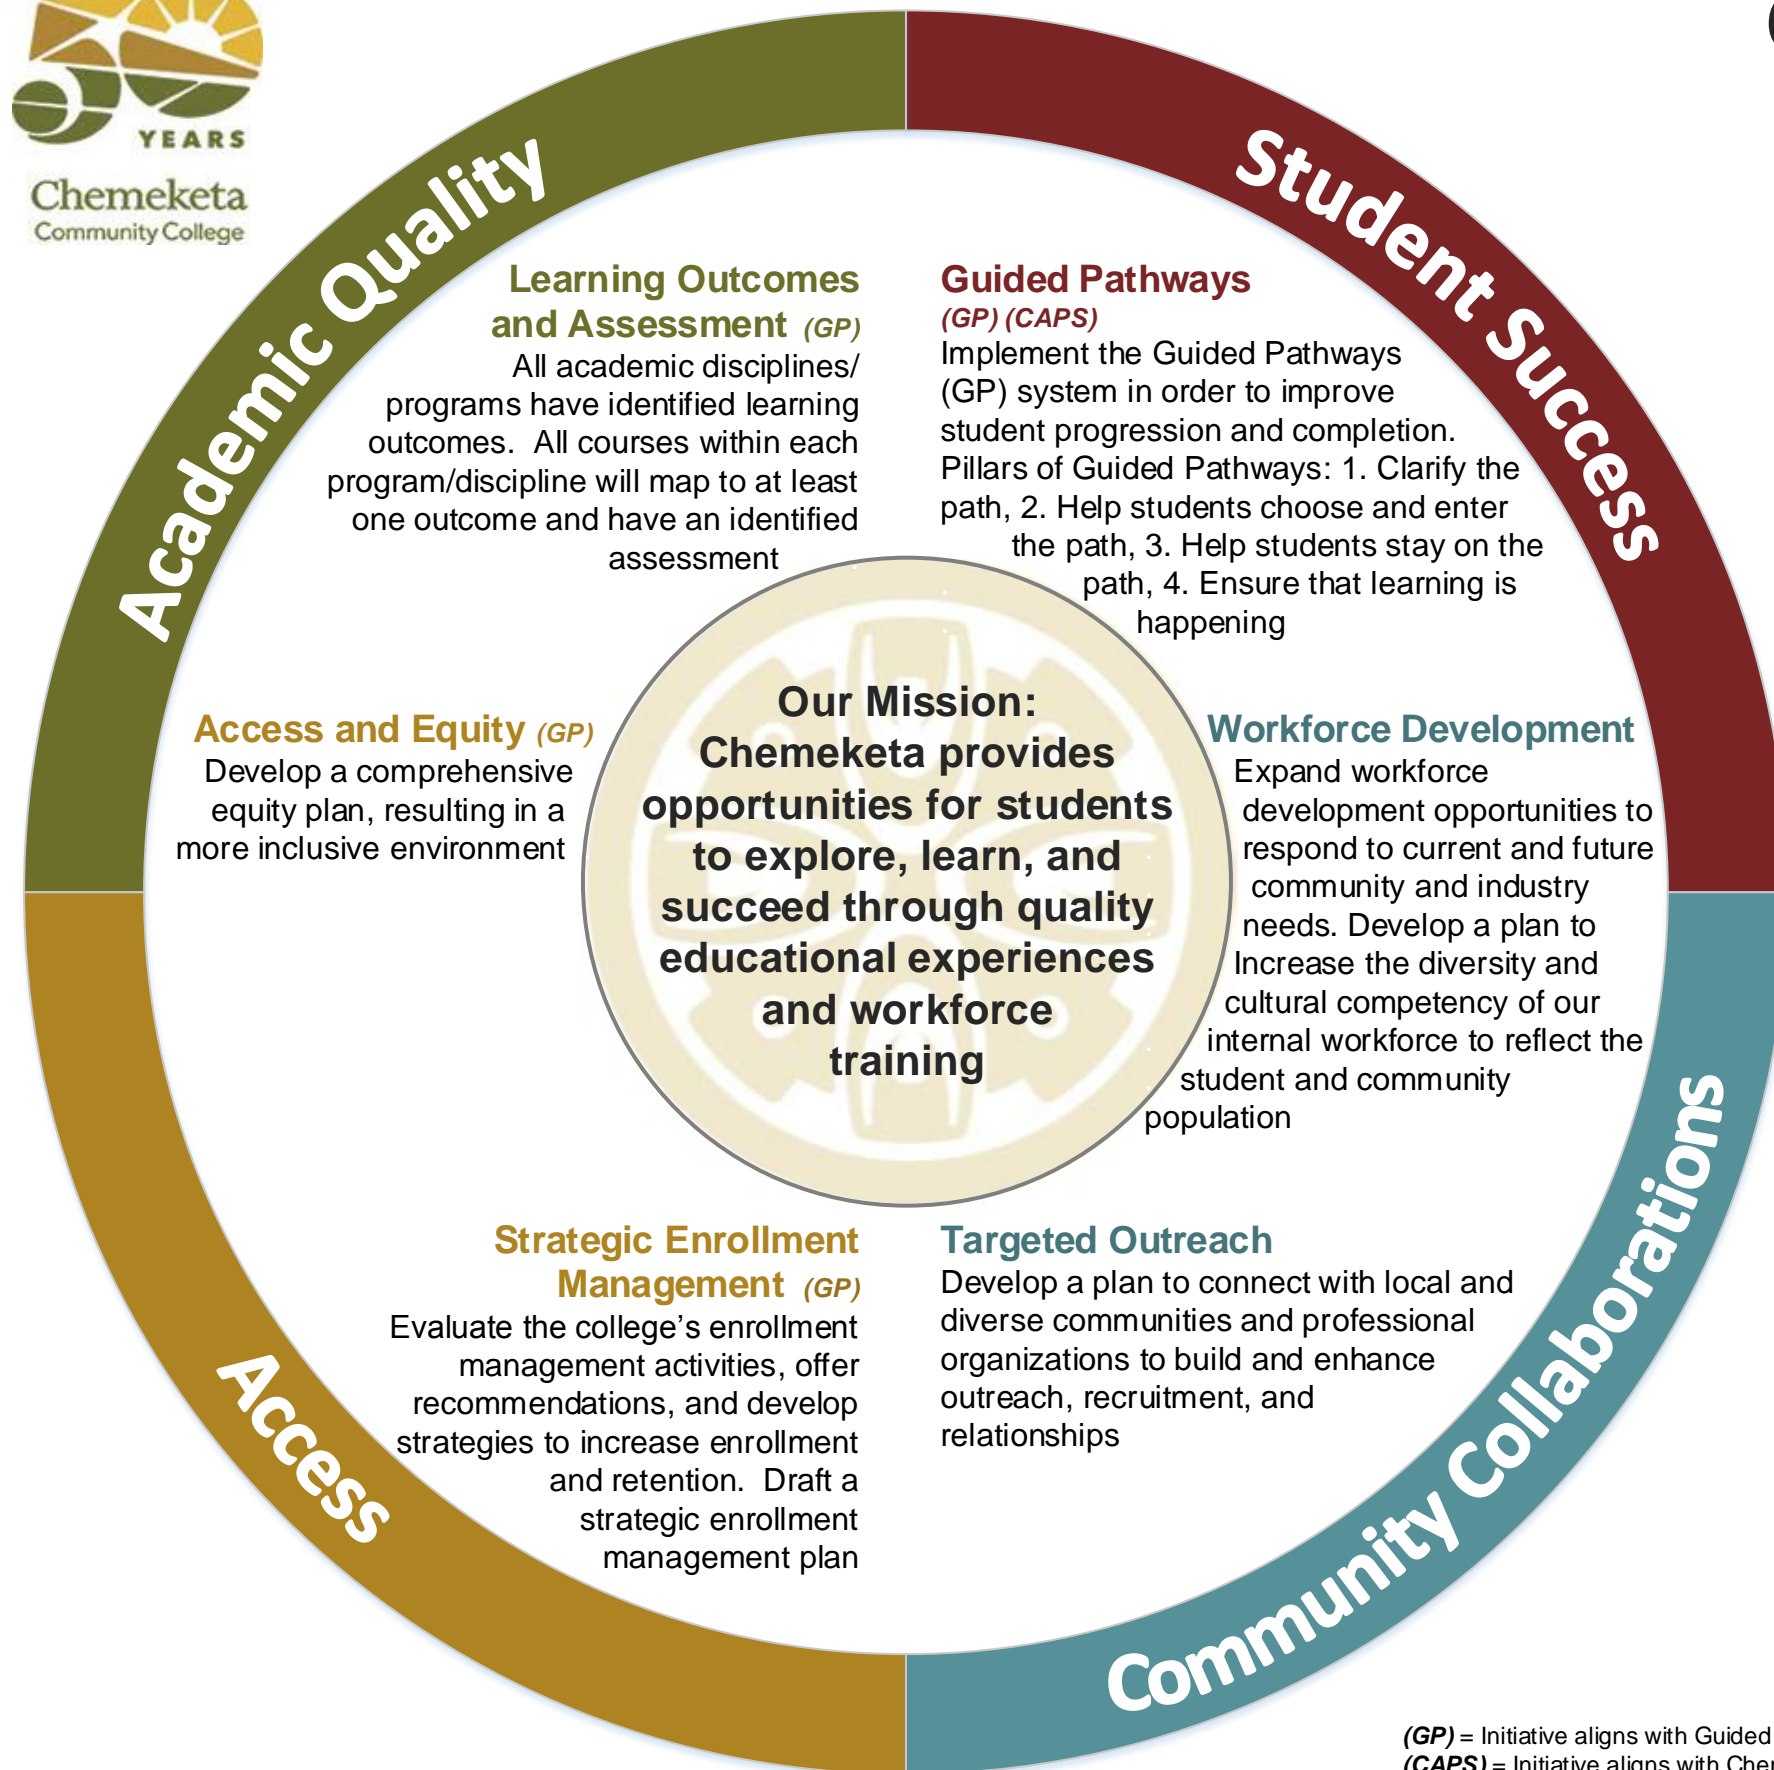 50
YEARS
Chemeketa
Community College
Academic Quality
Student Success
Learning Outcomes
and Assessment (GP)
All academic disciplines/
programs have identified learning
outcomes.  All courses within each
program/discipline will map to at least
one outcome and have an identified
assessment
Guided Pathways
(GP) (CAPS)
Implement the Guided Pathways
(GP) system in order to improve
student progression and completion.
Pillars of Guided Pathways: 1. Clarify the
path, 2. Help students choose and enter
the path, 3. Help students stay on the
path, 4. Ensure that learning is
happening
Access and Equity (GP)
Develop a comprehensive
equity plan, resulting in a
more inclusive environment
Our Mission:
Chemeketa provides
opportunities for students
to explore, learn, and
succeed through quality
educational experiences
and workforce
training
Workforce Development
Expand workforce
development opportunities to
respond to current and future
community and industry
needs. Develop a plan to
Increase the diversity and
cultural competency of our
internal workforce to reflect the
student and community
population
Strategic Enrollment
Management (GP)
Evaluate the college’s enrollment
management activities, offer
recommendations, and develop
strategies to increase enrollment
and retention.  Draft a
strategic enrollment
management plan
Targeted Outreach
Develop a plan to connect with local and
diverse communities and professional
organizations to build and enhance
outreach, recruitment, and
relationships
Access
Community Collaborations
(GP) = Initiative aligns with Guided
(CAPS) = Initiative aligns with Che